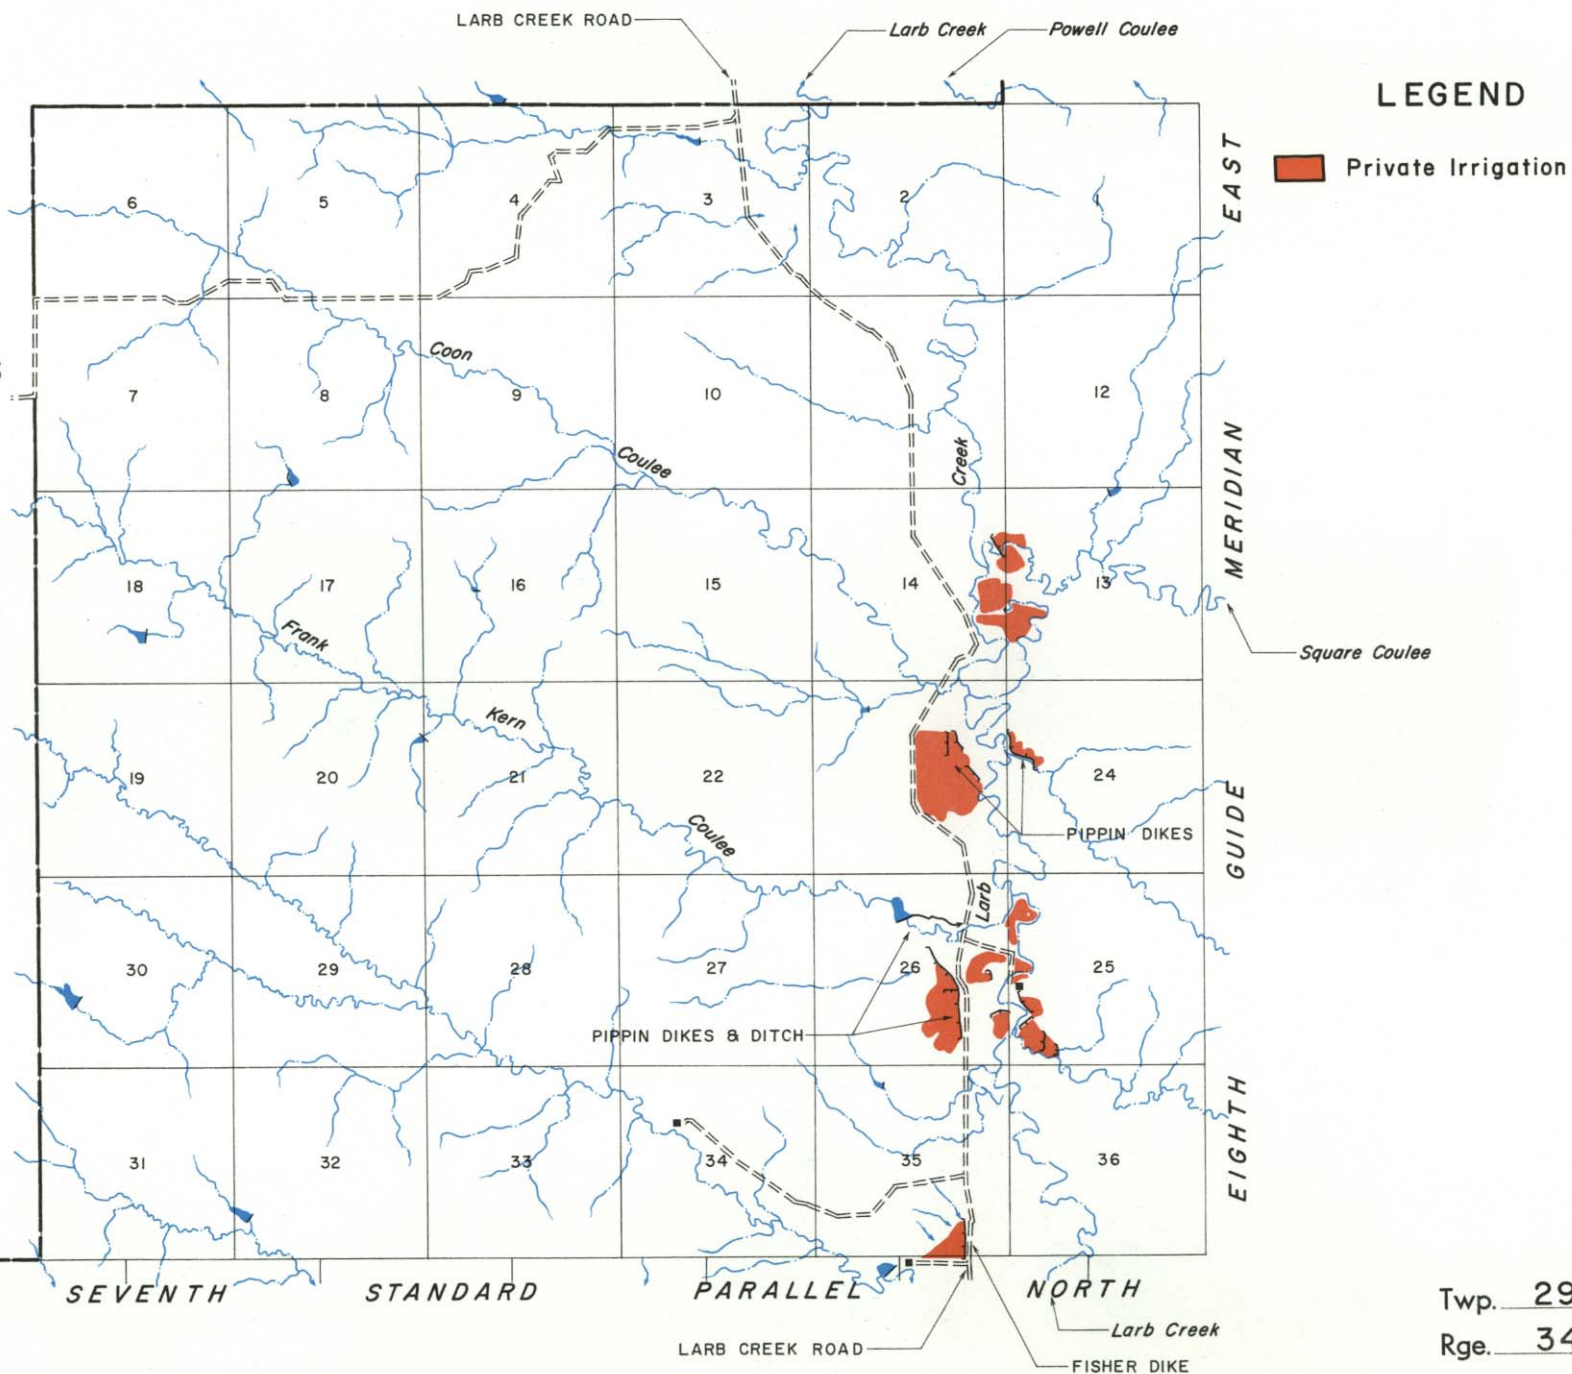 LARB CREEK ROAD
Larb Creek
Powell Coulee
LEGEND
Private Irrigation
EAST
6 5 4 3 2 1
7 8 9 10 12
Coon
Coulee
Creek
MERIDIAN
18 17 16 15 14 13
Frank
Square Coulee
Kern
19 20 21 22 24
Coulee
PIPPIN DIKES
GUIDE
Larb
30 29 28 27 26 25
PIPPIN DIKES & DITCH
EIGHTH
31 32 33 34 35 36
SEVENTH STANDARD PARALLEL NORTH
Larb Creek
LARB CREEK ROAD
FISHER DIKE
Twp. 29
Rge. 34